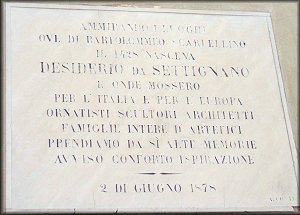 AMMIRANDO I LUOGHI
OVE DI BARTOLOMMEO SCARFELLINO
IL 1428 NASCEVA
DESIDERIO DA SETTIGNANO
E ONDE MOSSERO
PER L'ITALIA E PER L'EUROPA
ORNATISTI SCULTORI ARCHITETTI
FAMIGLIE INTERE D'ARTEFICI
PRENDIAMO DA SÌ ALTE MEMORIE
AVVISO CONFORTO ISPIRAZIONE
2 DI GIUGNO 1878